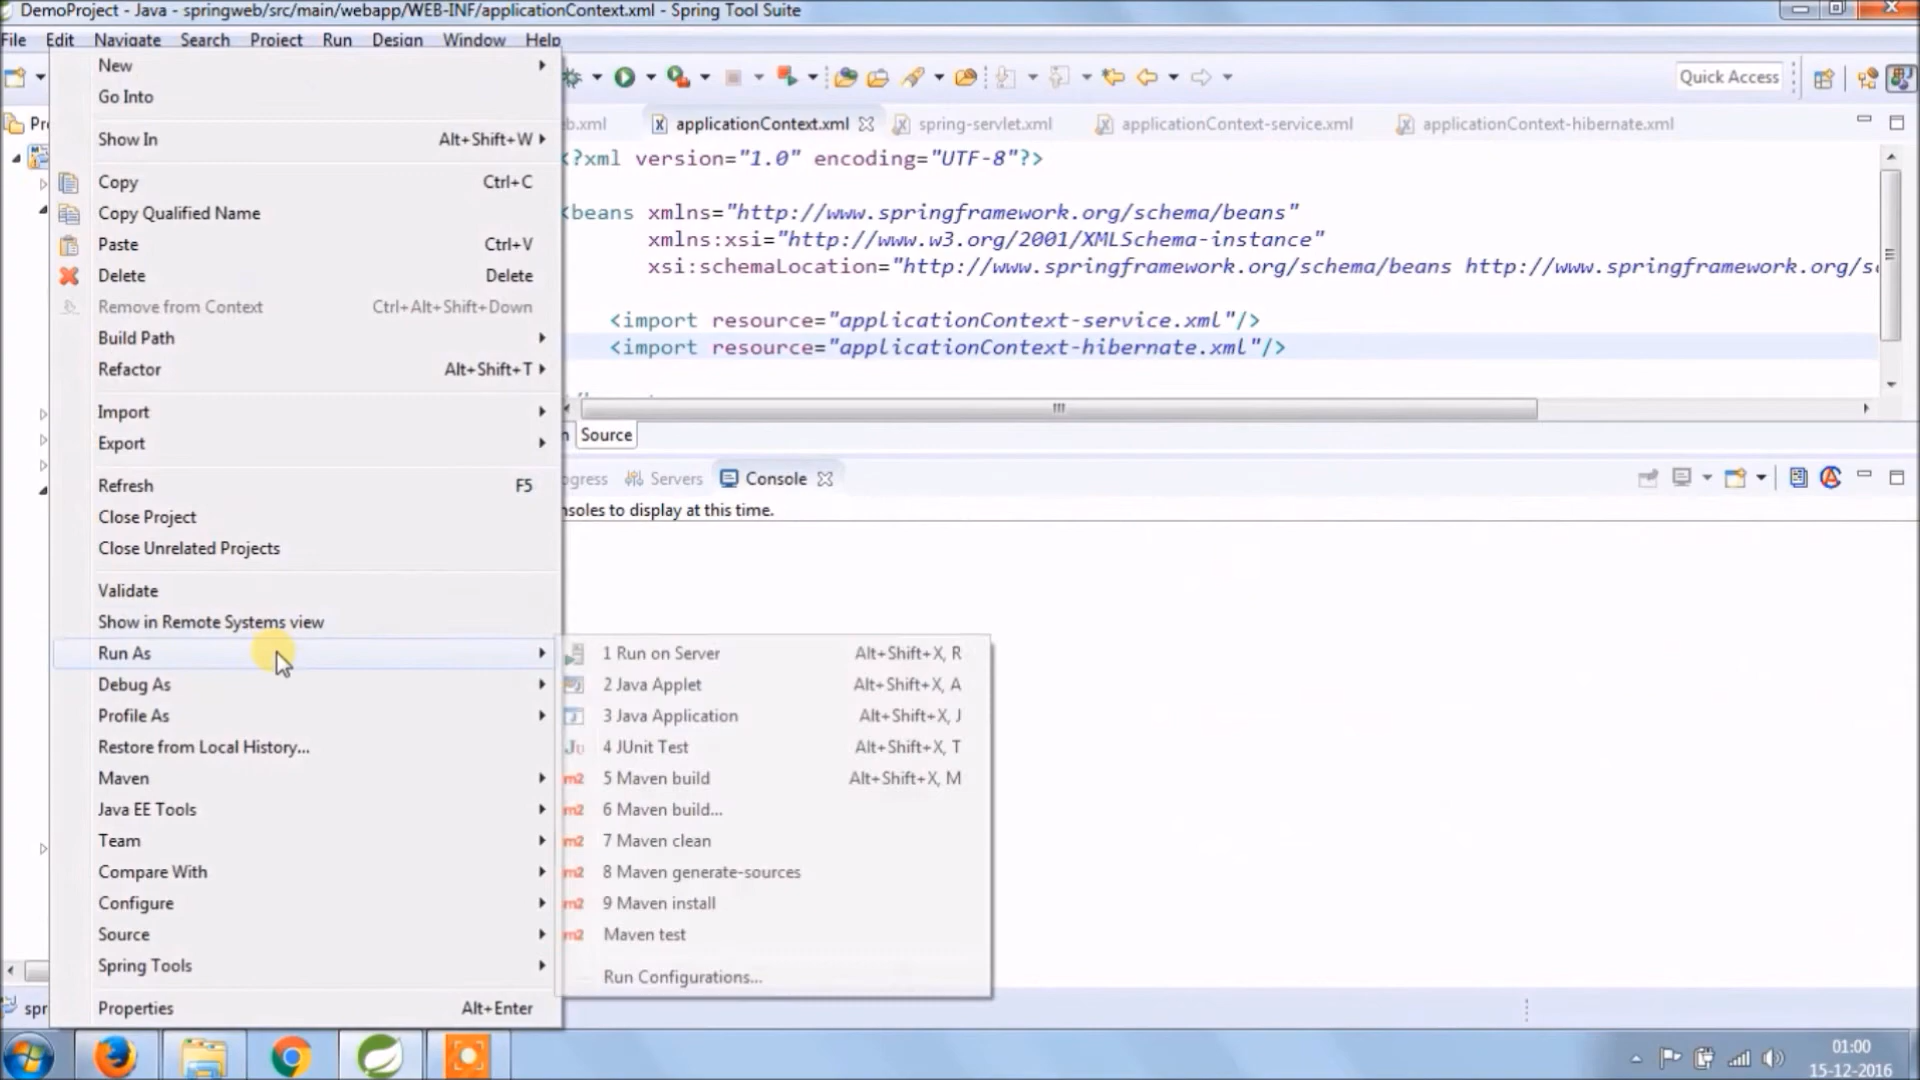 DemoProject - Java - springweb/src/main/webapp/WEB-INF/applicationContext.xml - Spring Tool Suite
File Edit Navigate Search Project Run Design Window Help
Quick Access
New
Go Into
Show In Alt+Shift+W
Copy Ctrl+C
Copy Qualified Name
Paste Ctrl+V
Delete Delete
Remove from Context Ctrl+Alt+Shift+Down
Build Path
Refactor Alt+Shift+T
Import
Export
Refresh F5
Close Project
Close Unrelated Projects
Validate
Show in Remote Systems view
Run As
Debug As
Profile As
Restore from Local History...
Maven
Java EE Tools
Team
Compare With
Configure
Source
Spring Tools
Properties Alt+Enter
1 Run on Server Alt+Shift+X, R
2 Java Applet Alt+Shift+X, A
3 Java Application Alt+Shift+X, J
4 JUnit Test Alt+Shift+X, T
5 Maven build Alt+Shift+X, M
6 Maven build...
7 Maven clean
8 Maven generate-sources
9 Maven install
Maven test
Run Configurations...
b.xml applicationContext.xml spring-servlet.xml applicationContext-service.xml applicationContext-hibernate.xml
<?xml version="1.0" encoding="UTF-8"?>
<beans xmlns="http://www.springframework.org/schema/beans"
xmlns:xsi="http://www.w3.org/2001/XMLSchema-instance"
xsi:schemaLocation="http://www.springframework.org/schema/beans http://www.springframework.org/s
<import resource="applicationContext-service.xml"/>
<import resource="applicationContext-hibernate.xml"/>
Source
gress Servers Console
nsoles to display at this time.
Pr
spr
01:00
15-12-2016